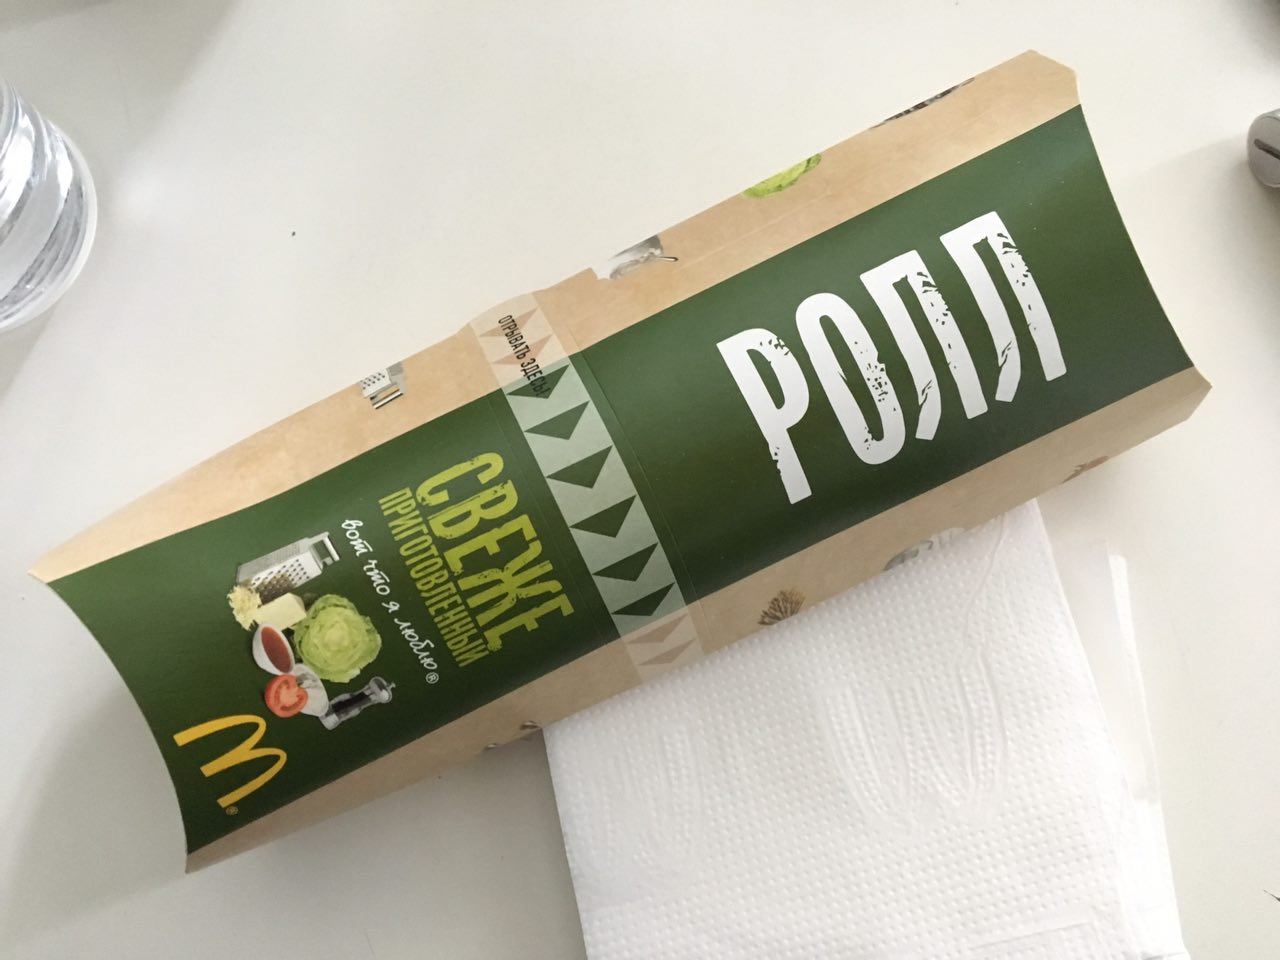 РОЛЛ
ОТРЫВАТЬ ЗДЕСЬ!
СВЕЖЕ
ПРИГОТОВЛЕННЫЙ
вот что я люблю®
M®